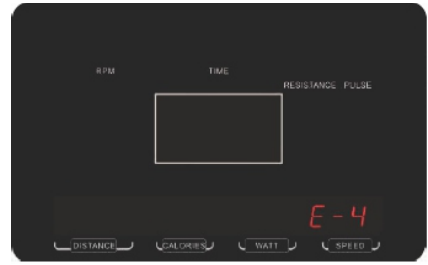 RPM TIME
RESISTANCE PULSE
E-4
DISTANCE CALORIES WATT SPEED